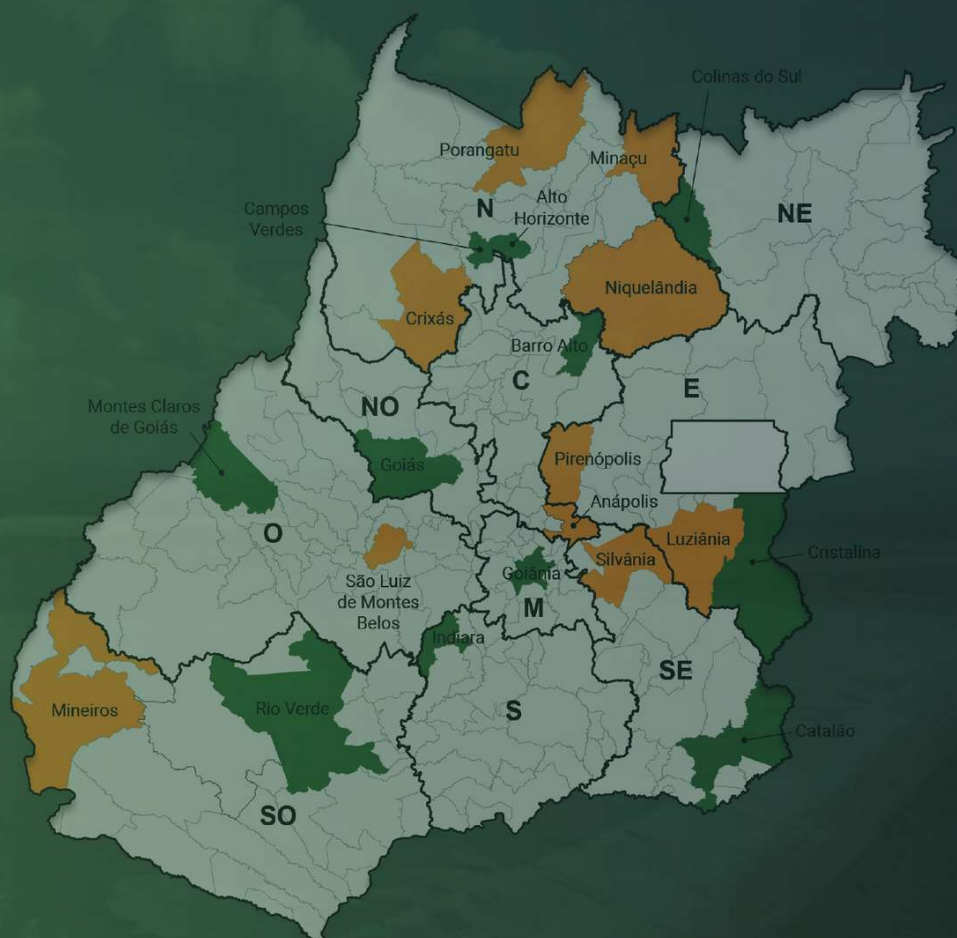 Colinas do Sul
Porangatu
Minaçu
Alto
Horizonte
N
NE
Campos
Verdes
Niquelândia
Crixás
Barro Alto
C
E
NO
Montes Claros
de Goiás
Goiás
Pirenópolis
Anápolis
O
Luziânia
Cristalina
Silvânia
Goiânia
São Luiz
de Montes
Belos
M
Indiara
SE
Mineiros
Rio Verde
S
Catalão
SO